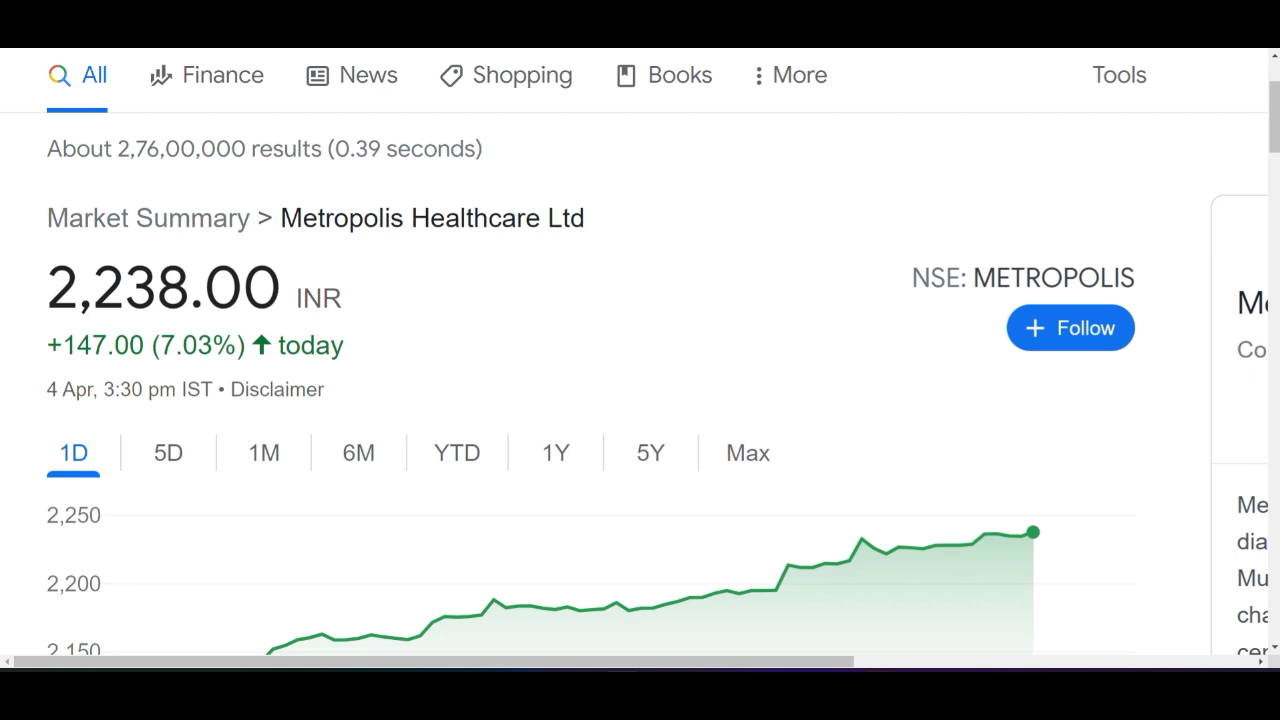 All Finance News Shopping Books More Tools
About 2,76,00,000 results (0.39 seconds)
Market Summary > Metropolis Healthcare Ltd
2,238.00 INR
NSE: METROPOLIS
+ Follow
+147.00 (7.03%) ↑ today
4 Apr, 3:30 pm IST • Disclaimer
1D 5D 1M 6M YTD 1Y 5Y Max
2,250
2,200
2,150
Co
Me
dia
Mu
cha